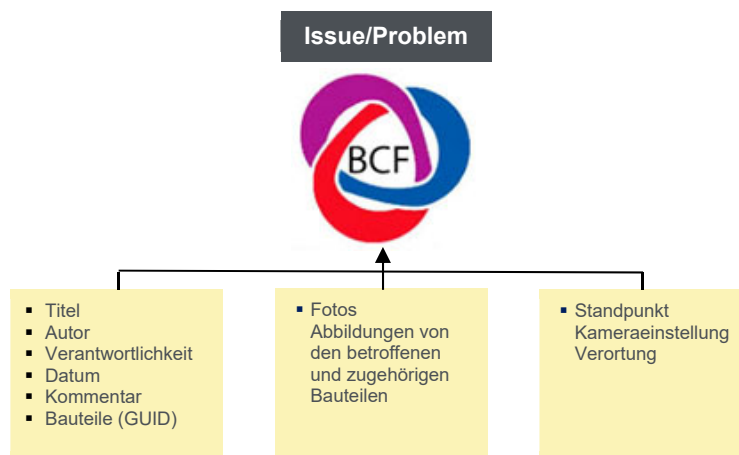 Issue/Problem
BCF
▪ Titel
▪ Autor
▪ Verantwortlichkeit
▪ Datum
▪ Kommentar
▪ Bauteile (GUID)
▪ Fotos
Abbildungen von
den betroffenen
und zugehörigen
Bauteilen
▪ Standpunkt
Kameraeinstellung
Verortung